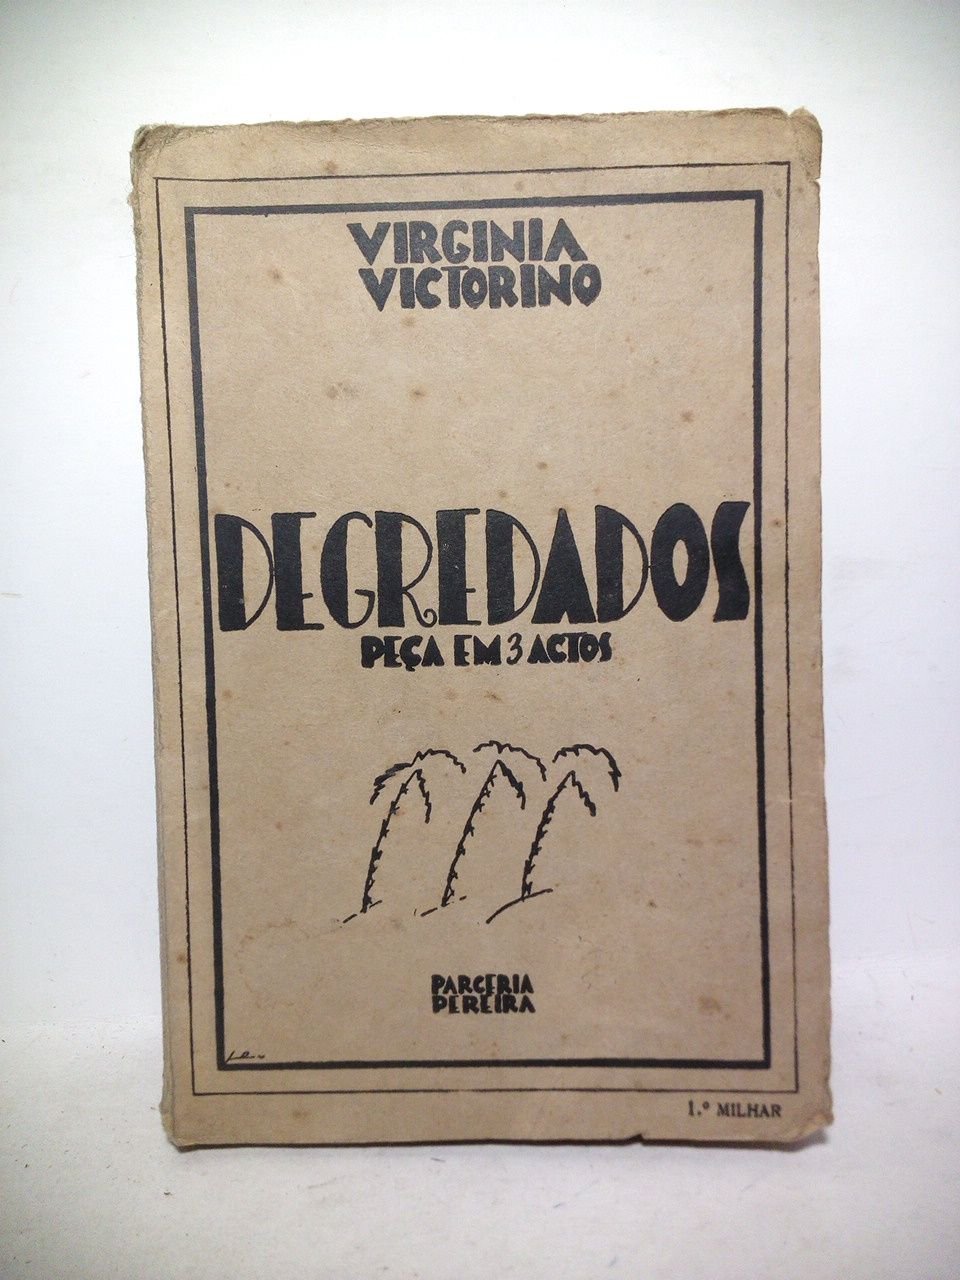 VIRGINIA
VICTORINO
DEGREDADOS
PEÇA EM 3 ACTOS
PARCERIA
PEREIRA
1.º MILHAR